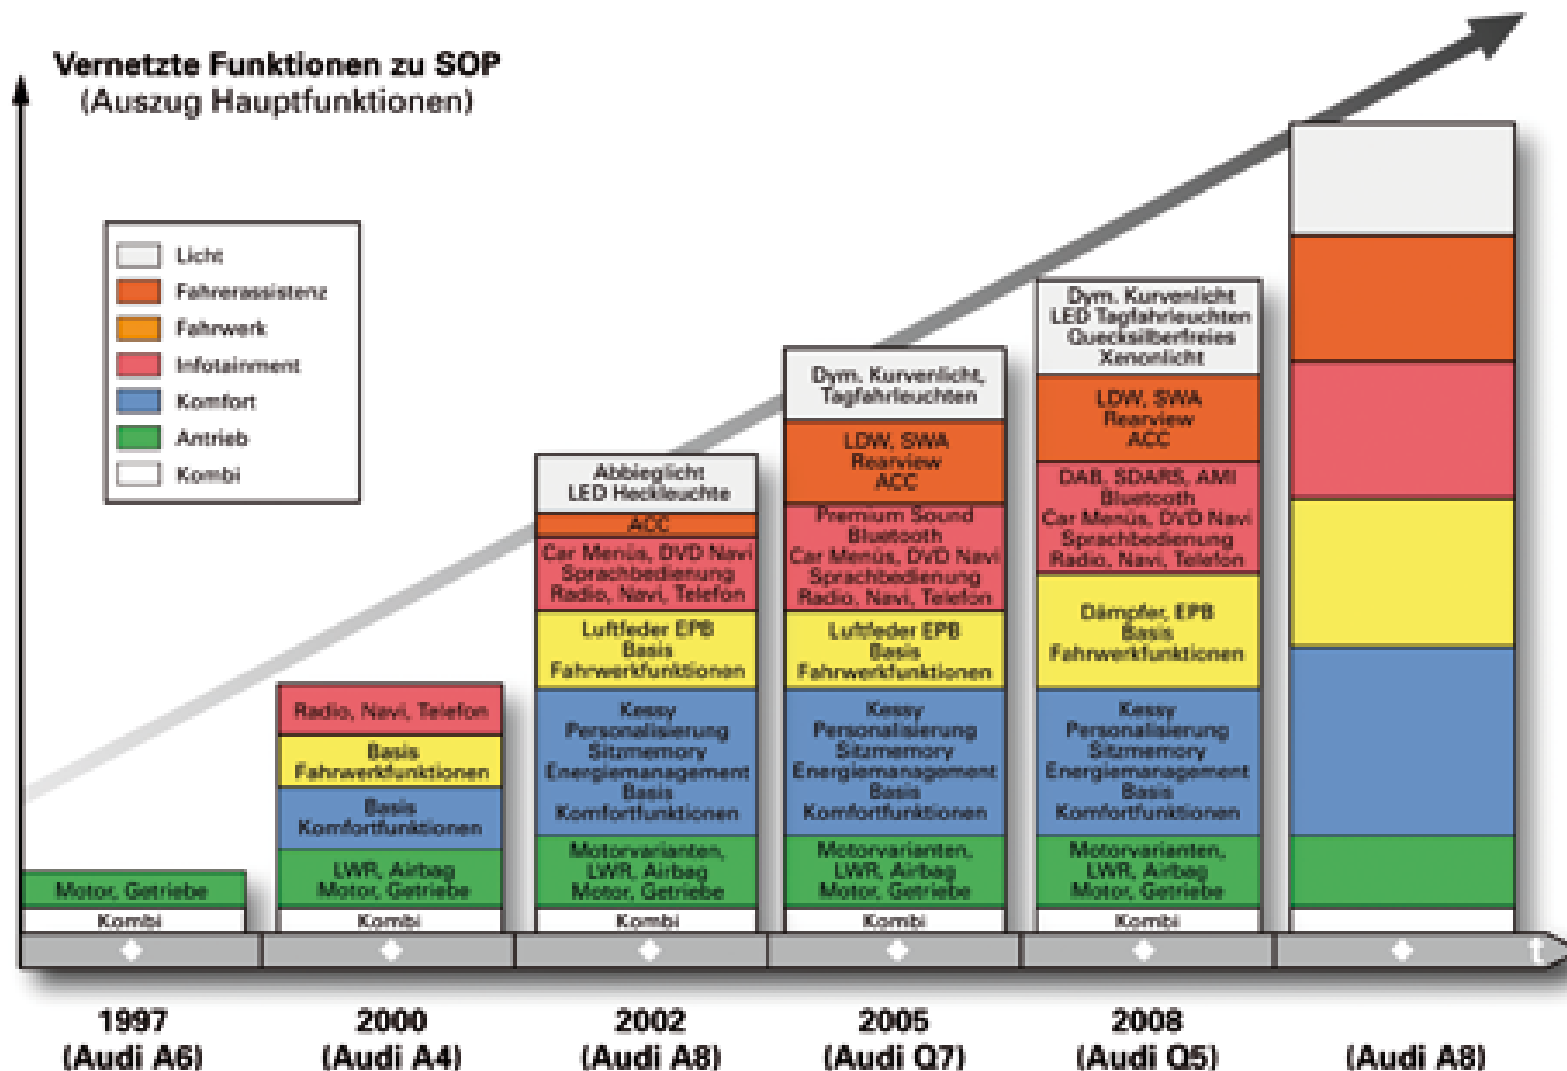 Vernetzte Funktionen zu SOP
(Auszug Hauptfunktionen)
Licht
Fahrerassistenz
Fahrwerk
Infotainment
Komfort
Antrieb
Kombi
Motor, Getriebe
Kombi
Radio, Navi, Telefon
Basis
Fahrwerkfunktionen
Basis
Komfortfunktionen
LWR, Airbag
Motor, Getriebe
Kombi
Abbieglicht
LED Heckleuchte
ACC
Car Menüs, DVD Navi
Sprachbedienung
Radio, Navi, Telefon
Luftfeder EPB
Basis
Fahrwerkfunktionen
Kessy
Personalisierung
Sitzmemory
Energiemanagement
Basis
Komfortfunktionen
Motorvarianten,
LWR, Airbag
Motor, Getriebe
Kombi
Dym. Kurvenlicht,
Tagfahrleuchten
LDW, SWA
Rearview
ACC
Premium Sound
Bluetooth
Car Menüs, DVD Navi
Sprachbedienung
Radio, Navi, Telefon
Luftfeder EPB
Basis
Fahrwerkfunktionen
Kessy
Personalisierung
Sitzmemory
Energiemanagement
Basis
Komfortfunktionen
Motorvarianten,
LWR, Airbag
Motor, Getriebe
Kombi
Dym. Kurvenlicht
LED Tagfahrleuchten
Quecksilberfreies
Xenonlicht
LDW, SWA
Rearview
ACC
DAB, SDARS, AMI
Bluetooth
Car Menüs, DVD Navi
Sprachbedienung
Radio, Navi, Telefon
Dämpfer, EPB
Basis
Fahrwerkfunktionen
Kessy
Personalisierung
Sitzmemory
Energiemanagement
Basis
Komfortfunktionen
Motorvarianten,
LWR, Airbag
Motor, Getriebe
Kombi
t
1997
(Audi A6)
2000
(Audi A4)
2002
(Audi A8)
2005
(Audi Q7)
2008
(Audi Q5)
(Audi A8)